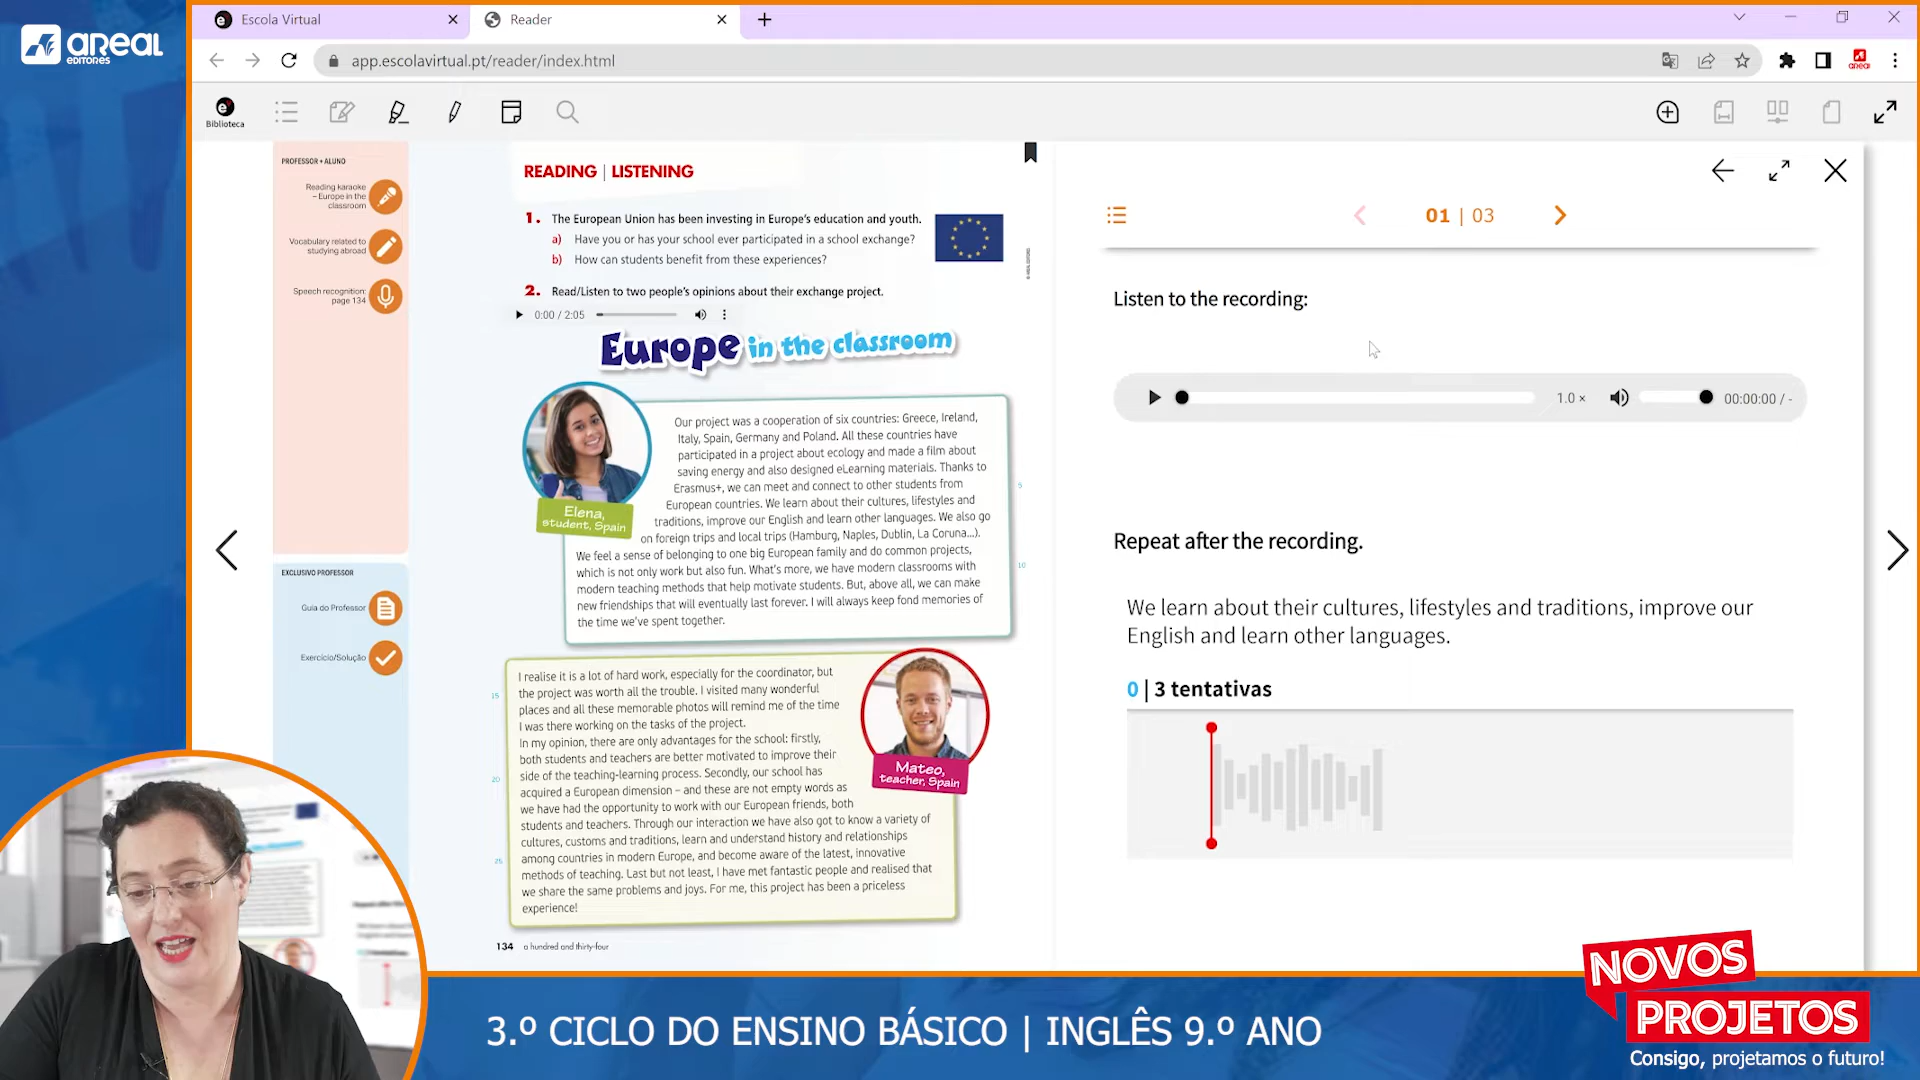 AREAL
EDITORES
Escola Virtual
Reader
app.escolavirtual.pt/reader/index.html
Biblioteca
PROFESSOR + ALUNO
Reading karaoke
– Europe in the
classroom
Vocabulary related to
studying abroad
Speech recognition:
page 134
EXCLUSIVO PROFESSOR
Guia do Professor
Exercício/Solução
READING | LISTENING
1. The European Union has been investing in Europe's education and youth.
a) Have you or has your school ever participated in a school exchange?
b) How can students benefit from these experiences?
2. Read/Listen to two people's opinions about their exchange project.
0:00 / 2:05
Europe in the classroom
Elena,
student, Spain
Our project was a cooperation of six countries: Greece, Ireland,
Italy, Spain, Germany and Poland. All these countries have
participated in a project about ecology and made a film about
saving energy and also designed eLearning materials. Thanks to
Erasmus+, we can meet and connect to other students from
European countries. We learn about their cultures, lifestyles and
traditions, improve our English and learn other languages. We also go
on foreign trips and local trips (Hamburg, Naples, Dublin, La Coruna...).
We feel a sense of belonging to one big European family and do common projects,
which is not only work but also fun. What's more, we have modern classrooms with
modern teaching methods that help motivate students. But, above all, we can make
new friendships that will eventually last forever. I will always keep fond memories of
the time we've spent together.
5
10
I realise it is a lot of hard work, especially for the coordinator, but
the project was worth all the trouble. I visited many wonderful
places and all these memorable photos will remind me of the time
I was there working on the tasks of the project.
In my opinion, there are only advantages for the school: firstly,
both students and teachers are better motivated to improve their
side of the teaching-learning process. Secondly, our school has
acquired a European dimension – and these are not empty words as
we have had the opportunity to work with our European friends, both
students and teachers. Through our interaction we have also got to know a variety of
cultures, customs and traditions, learn and understand history and relationships
among countries in modern Europe, and become aware of the latest, innovative
methods of teaching. Last but not least, I have met fantastic people and realised that
we share the same problems and joys. For me, this project has been a priceless
experience!
15
20
25
Mateo,
teacher, Spain
134 a hundred and thirty-four
01 | 03
Listen to the recording:
1.0 ×
00:00:00 / -
Repeat after the recording.
We learn about their cultures, lifestyles and traditions, improve our
English and learn other languages.
0 | 3 tentativas
NOVOS
PROJETOS
Consigo, projetamos o futuro!
3.º CICLO DO ENSINO BÁSICO | INGLÊS 9.º ANO